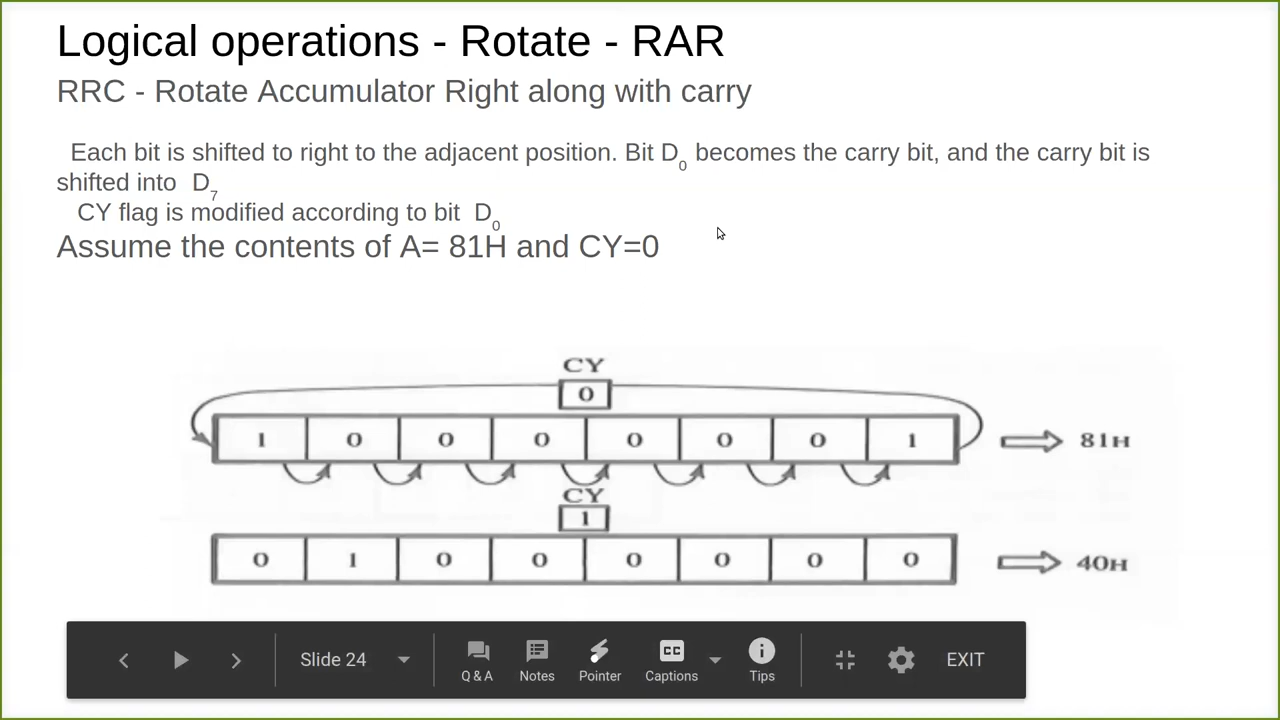 Logical operations - Rotate - RAR
RRC - Rotate Accumulator Right along with carry
Each bit is shifted to right to the adjacent position. Bit D0 becomes the carry bit, and the carry bit is
shifted into D7
CY flag is modified according to bit D0
Assume the contents of A= 81H and CY=0
CY
0
1 0 0 0 0 0 0 1 81H
CY
1
0 1 0 0 0 0 0 0 40H
Slide 24
Q & A Notes Pointer CC Captions Tips EXIT